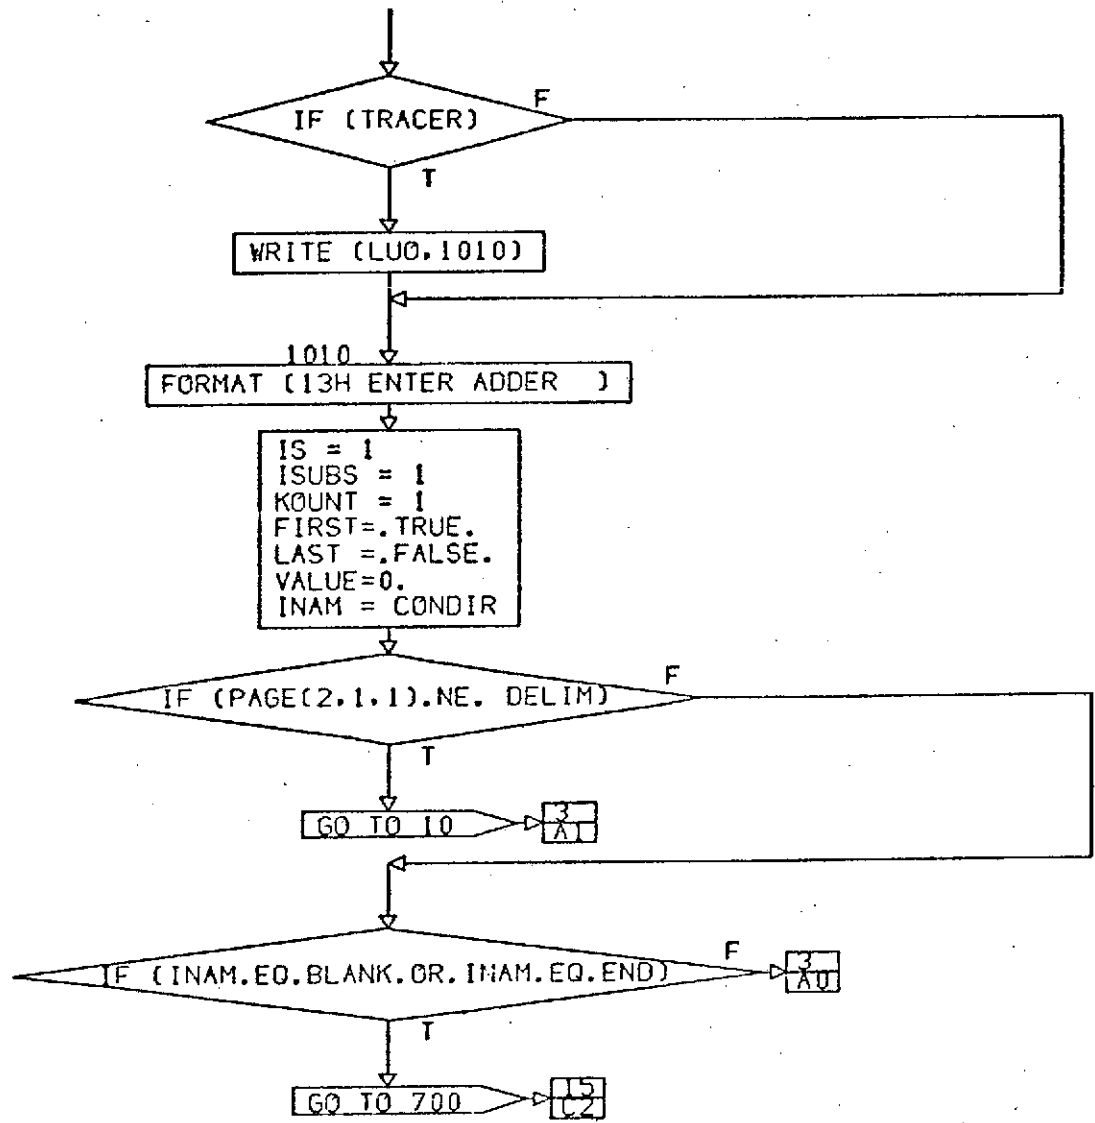 F
IF (TRACER)
T
WRITE (LUO,1010)
1010
FORMAT (13H ENTER ADDER )
IS = 1
ISUBS = 1
KOUNT = 1
FIRST=.TRUE.
LAST =.FALSE.
VALUE=0.
INAM = CONDIR
F
IF (PAGE(2,1,1).NE. DELIM)
T
GO TO 10
3
A1
F
IF (INAM.EQ.BLANK.OR.INAM.EQ.END)
3
A0
T
GO TO 700
15
C2